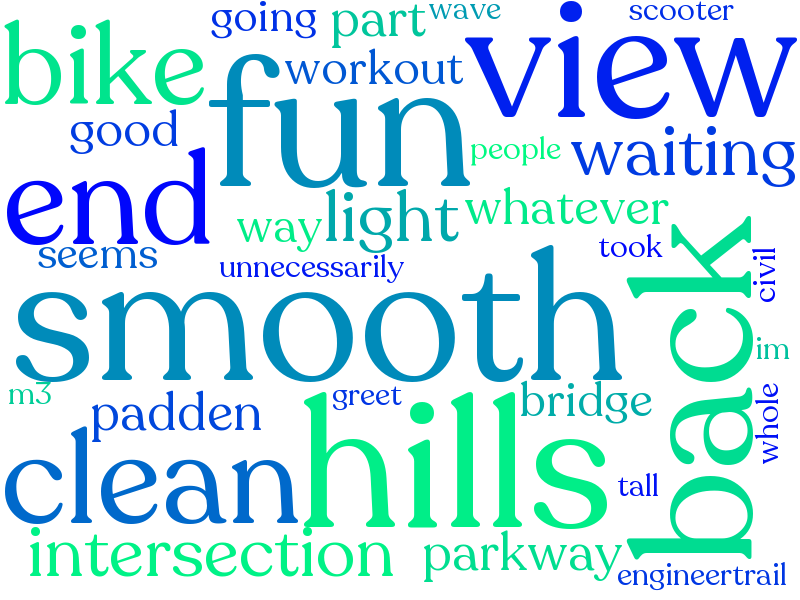 going
part
wave
scooter
bike
fun
workout
view
good
people
waiting
end
way
light
whatever
seems
unnecessarily
took
civil
smooth
back
im
m3
padden
greet
bridge
whole
clean
hills
tall
intersection
parkway
engineertrail